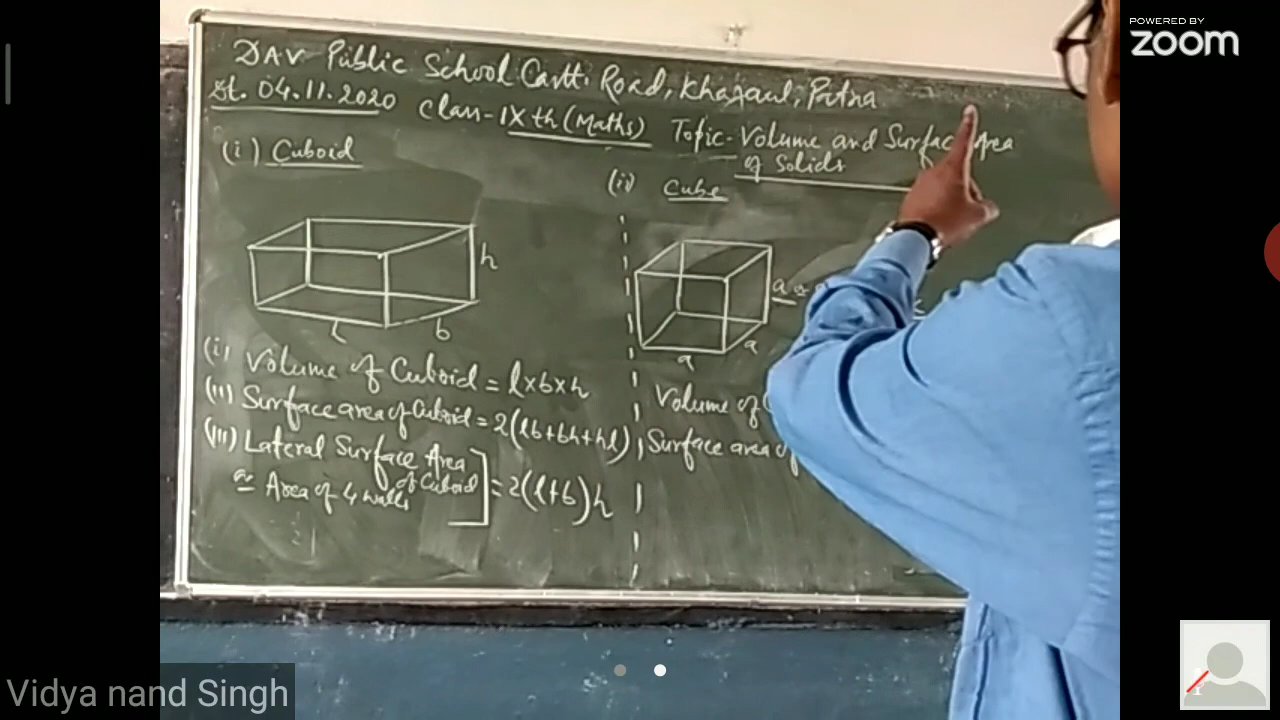 POWERED BY
zoom
DAV Public School Cantt. Road, Khagaul, Patna
dt. 04.11.2020 Class-IXth (Maths) Topic- Volume and Surface Area
of Solids
(i) Cuboid
(ii) Cube
h
l
b
a
a
a
(i) Volume of Cuboid = l×b×h
(ii) Surface area of Cuboid = 2(lb+bh+hl)
(iii) Lateral Surface Area
of Cuboid
or Area of 4 walls
= 2(l+b)h
Volume of
Surface area of
Vidya nand Singh